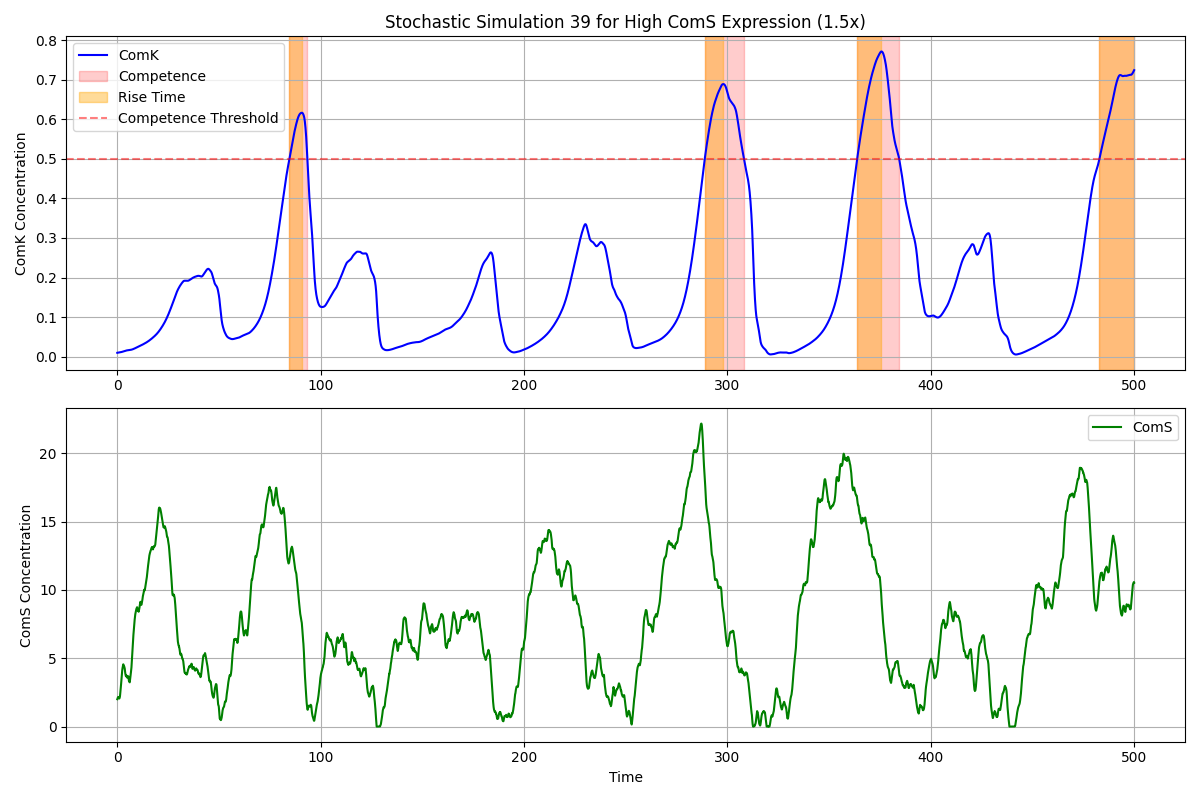 Stochastic Simulation 39 for High ComS Expression (1.5x)
ComK Concentration
0.8
0.7
0.6
0.5
0.4
0.3
0.2
0.1
0.0
ComK
Competence
Rise Time
Competence Threshold
0 100 200 300 400 500
ComS Concentration
20
15
10
5
0
ComS
0 100 200 300 400 500
Time